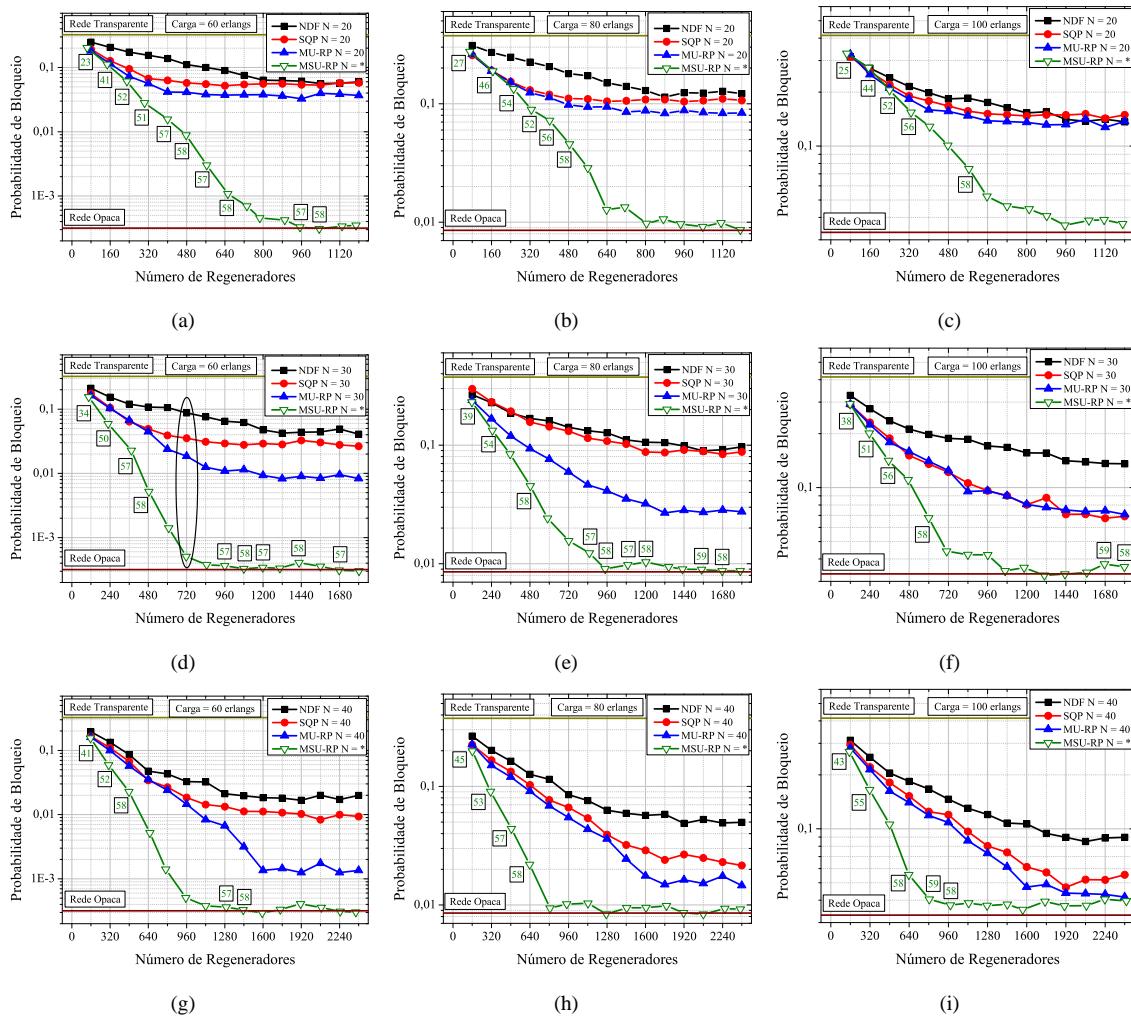 Rede Transparente
Carga = 60 erlangs
NDF N = 20
SQP N = 20
MU-RP N = 20
MSU-RP N = *
0,1
0,01
1E-3
Probabilidade de Bloqueio
23
41
52
51
57
58
57
58
57
58
Rede Opaca
0 160 320 480 640 800 960 1120
Número de Regeneradores
(a)
Rede Transparente
Carga = 80 erlangs
NDF N = 20
SQP N = 20
MU-RP N = 20
MSU-RP N = *
0,1
0,01
Probabilidade de Bloqueio
27
46
54
52
56
58
Rede Opaca
0 160 320 480 640 800 960 1120
Número de Regeneradores
(b)
Rede Transparente
Carga = 100 erlangs
NDF N = 20
SQP N = 20
MU-RP N = 20
MSU-RP N = *
0,1
Probabilidade de Bloqueio
25
44
52
56
58
Rede Opaca
0 160 320 480 640 800 960 1120
Número de Regeneradores
(c)
Rede Transparente
Carga = 60 erlangs
NDF N = 30
SQP N = 30
MU-RP N = 30
MSU-RP N = *
0,1
0,01
1E-3
Probabilidade de Bloqueio
34
50
57
58
57
58
57
58
57
Rede Opaca
0 240 480 720 960 1200 1440 1680
Número de Regeneradores
(d)
Rede Transparente
Carga = 80 erlangs
NDF N = 30
SQP N = 30
MU-RP N = 30
MSU-RP N = *
0,1
0,01
Probabilidade de Bloqueio
39
54
58
57
58
57
58
59
58
Rede Opaca
0 240 480 720 960 1200 1440 1680
Número de Regeneradores
(e)
Rede Transparente
Carga = 100 erlangs
NDF N = 30
SQP N = 30
MU-RP N = 30
MSU-RP N = *
0,1
Probabilidade de Bloqueio
38
51
56
58
59
58
Rede Opaca
0 240 480 720 960 1200 1440 1680
Número de Regeneradores
(f)
Rede Transparente
Carga = 60 erlangs
NDF N = 40
SQP N = 40
MU-RP N = 40
MSU-RP N = *
0,1
0,01
1E-3
Probabilidade de Bloqueio
41
52
58
57
58
Rede Opaca
0 320 640 960 1280 1600 1920 2240
Número de Regeneradores
(g)
Rede Transparente
Carga = 80 erlangs
NDF N = 40
SQP N = 40
MU-RP N = 40
MSU-RP N = *
0,1
0,01
Probabilidade de Bloqueio
45
53
57
58
Rede Opaca
0 320 640 960 1280 1600 1920 2240
Número de Regeneradores
(h)
Rede Transparente
Carga = 100 erlangs
NDF N = 40
SQP N = 40
MU-RP N = 40
MSU-RP N = *
0,1
Probabilidade de Bloqueio
43
55
58
59
58
Rede Opaca
0 320 640 960 1280 1600 1920 2240
Número de Regeneradores
(i)